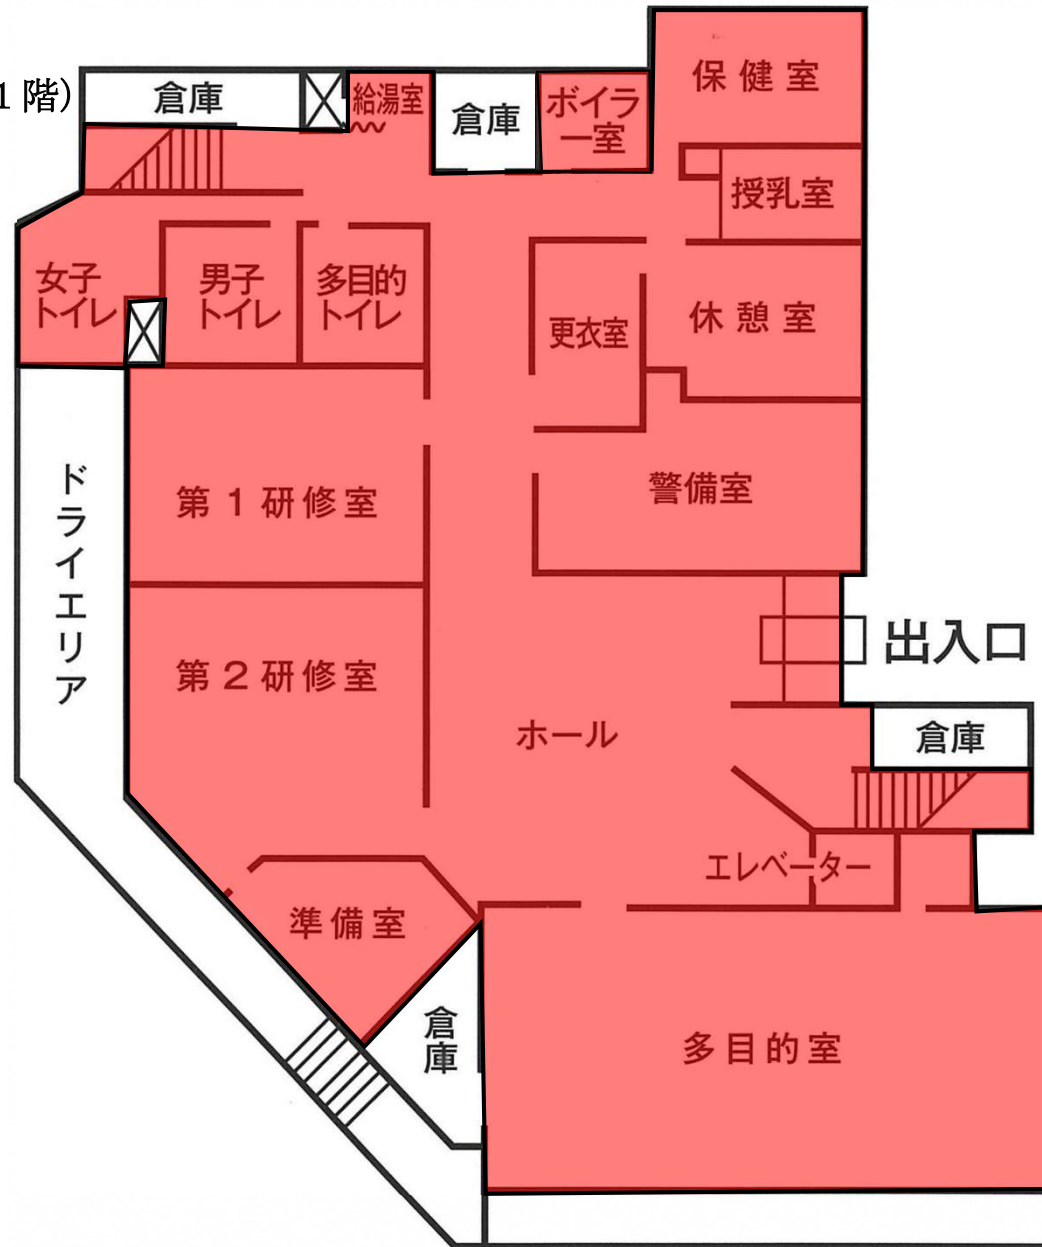 1 階）
倉庫
給湯室
倉庫
ボイラ
ー室
保健室
授乳室
女子
トイレ
男子
トイレ
多目的
トイレ
更衣室
休憩室
第１研修室
警備室
ドライエリア
出入口
第２研修室
ホール
倉庫
エレベーター
準備室
倉庫
多目的室